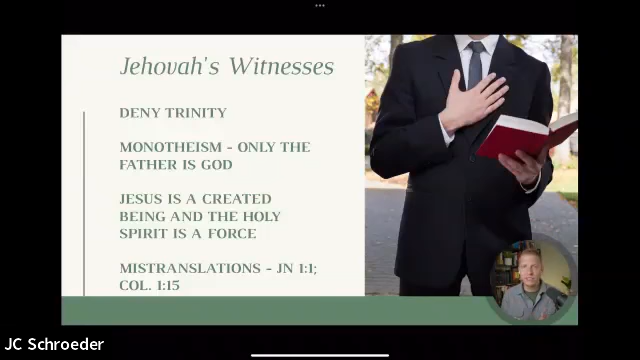 Jehovah's Witnesses
DENY TRINITY
MONOTHEISM - ONLY THE
FATHER IS GOD
JESUS IS A CREATED
BEING AND THE HOLY
SPIRIT IS A FORCE
MISTRANSLATIONS - JN 1:1;
COL. 1:15
JC Schroeder